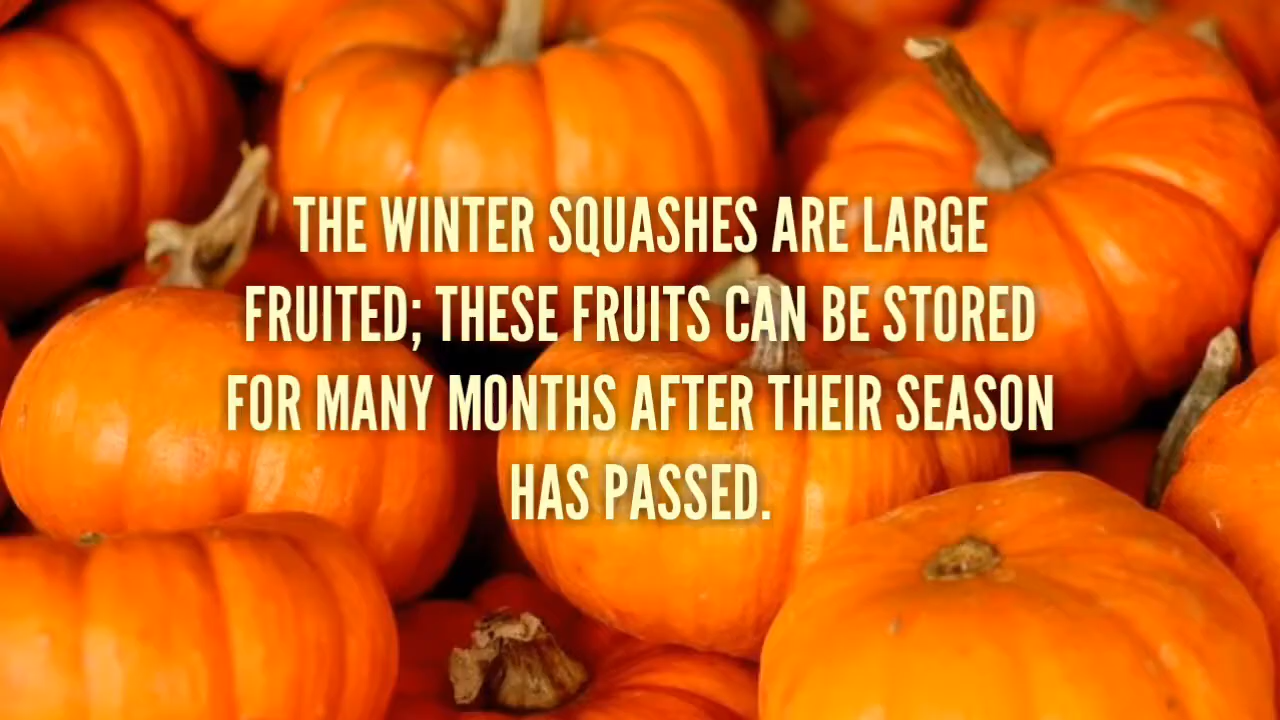 THE WINTER SQUASHES ARE LARGE
FRUITED; THESE FRUITS CAN BE STORED
FOR MANY MONTHS AFTER THEIR SEASON
HAS PASSED.